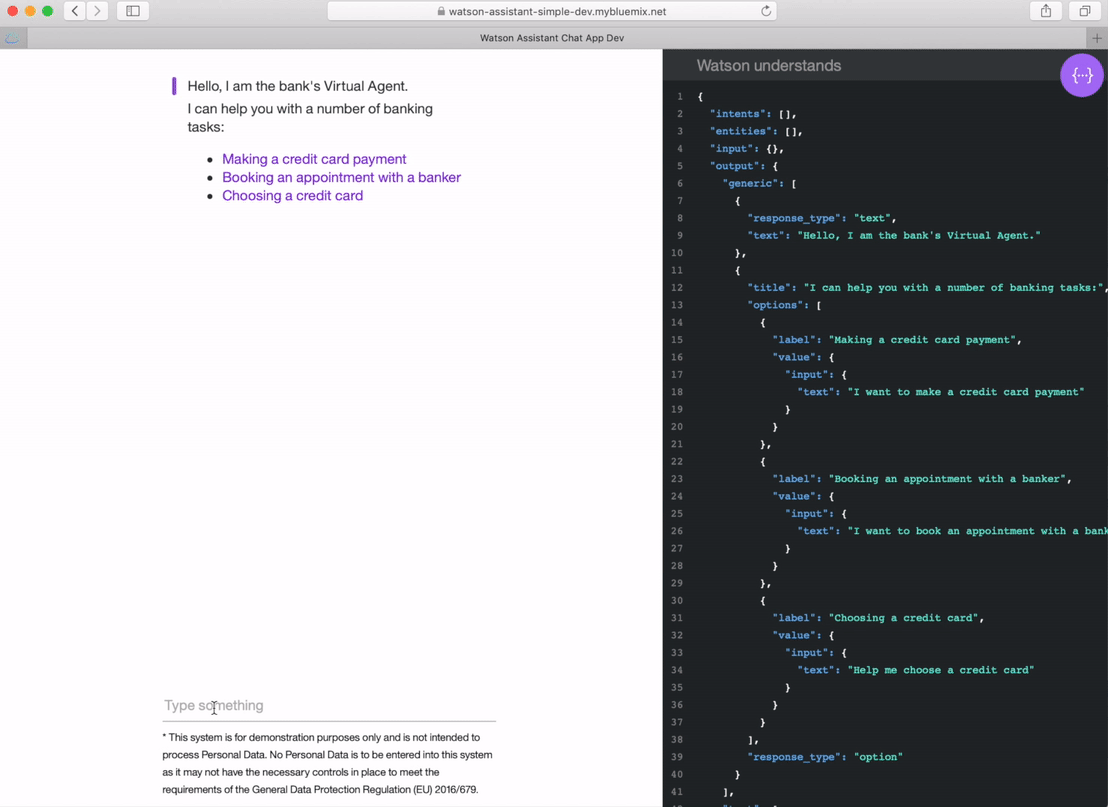 watson-assistant-simple-dev.mybluemix.net
Watson Assistant Chat App Dev
Hello, I am the bank's Virtual Agent.
I can help you with a number of banking
tasks:
• Making a credit card payment
• Booking an appointment with a banker
• Choosing a credit card
Type something
* This system is for demonstration purposes only and is not intended to
process Personal Data. No Personal Data is to be entered into this system
as it may not have the necessary controls in place to meet the
requirements of the General Data Protection Regulation (EU) 2016/679.
Watson understands
{···}
1 {
2 "intents": [],
3 "entities": [],
4 "input": {},
5 "output": {
6 "generic": [
7 {
8 "response_type": "text",
9 "text": "Hello, I am the bank's Virtual Agent."
10 },
11 {
12 "title": "I can help you with a number of banking tasks:",
13 "options": [
14 {
15 "label": "Making a credit card payment",
16 "value": {
17 "input": {
18 "text": "I want to make a credit card payment"
19 }
20 }
21 },
22 {
23 "label": "Booking an appointment with a banker",
24 "value": {
25 "input": {
26 "text": "I want to book an appointment with a bank
27 }
28 }
29 },
30 {
31 "label": "Choosing a credit card",
32 "value": {
33 "input": {
34 "text": "Help me choose a credit card"
35 }
36 }
37 }
38 ],
39 "response_type": "option"
40 }
41 ],